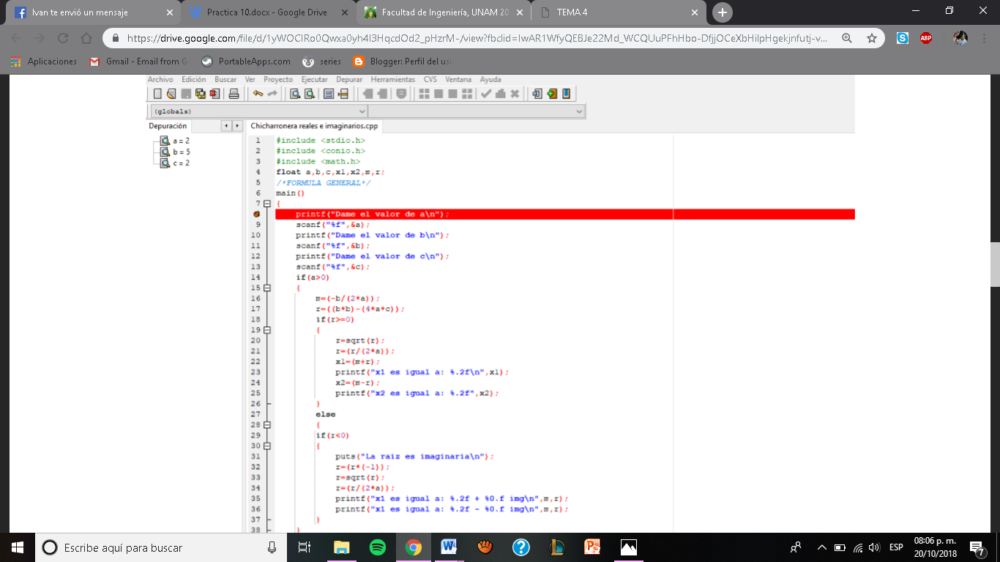 Ivan te envió un mensaje
Practica 10.docx - Google Drive
Facultad de Ingeniería, UNAM 20
TEMA 4
https://drive.google.com/file/d/1yWOCIRo0Qwxa0yh4l3HqcdOd2_pHzrM-/view?fbclid=IwAR1WfyQEBJe22Md_WCQUuPFhHbo-DfjjOCeXbHilpHgekjnfutj-v...
ABP
Aplicaciones
Gmail - Email from G
PortableApps.com
series
Blogger: Perfil del usu
Archivo Edición Buscar Ver Proyecto Ejecutar Depurar Herramientas CVS Ventana Ayuda
(globals)
Depuración
Chicharronera reales e imaginarios.cpp
a = 2
b = 5
c = 2
1 #include <stdio.h>
2 #include <conio.h>
3 #include <math.h>
4 float a,b,c,x1,x2,m,r;
5 /*FORMULA GENERAL*/
6 main()
7 {
printf("Dame el valor de a\n");
9 scanf("%f",&a);
10 printf("Dame el valor de b\n");
11 scanf("%f",&b);
12 printf("Dame el valor de c\n");
13 scanf("%f",&c);
14 if(a>0)
15 {
16 m=(-b/(2*a));
17 r=((b*b)-(4*a*c));
18 if(r>=0)
19 {
20 r=sqrt(r);
21 r=(r/(2*a));
22 x1=(m+r);
23 printf("x1 es igual a: %.2f\n",x1);
24 x2=(m-r);
25 printf("x2 es igual a: %.2f",x2);
26 }
27 else
28 {
29 if(r<0)
30 {
31 puts("La raiz es imaginaria\n");
32 r=(r*(-1));
33 r=sqrt(r);
34 r=(r/(2*a));
35 printf("x1 es igual a: %.2f + %0.f img\n",m,r);
36 printf("x1 es igual a: %.2f - %0.f img\n",m,r);
37 }
38 }
Escribe aquí para buscar
ESP
08:06 p. m.
20/10/2018
7